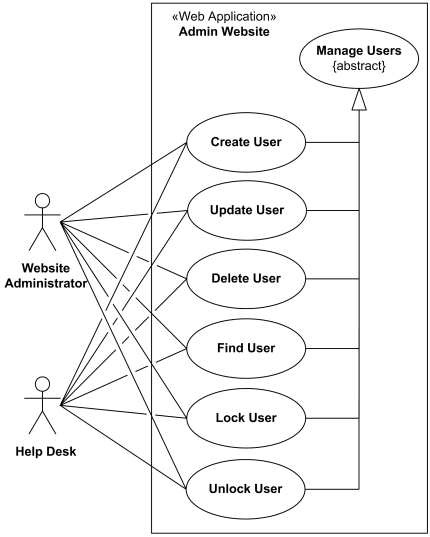 «Web Application»
Admin Website
Manage Users
{abstract}
Create User
Update User
Website
Administrator
Delete User
Find User
Help Desk
Lock User
Unlock User